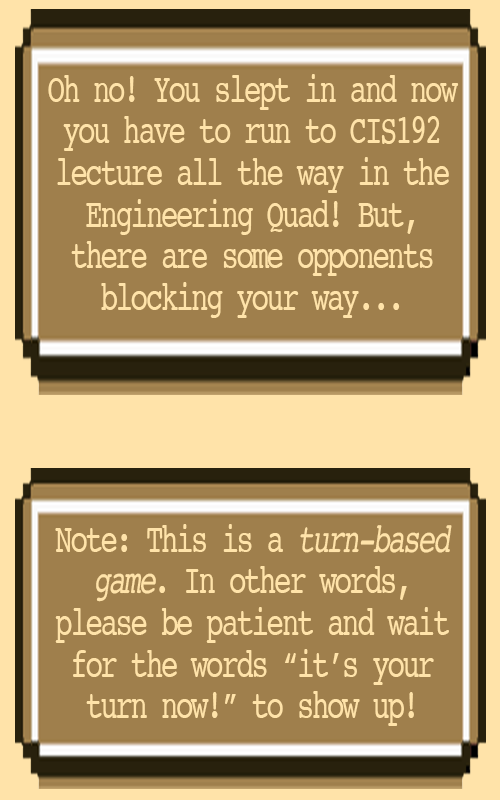 Oh no! You slept in and now
you have to run to CIS192
lecture all the way in the
Engineering Quad! But,
there are some opponents
blocking your way...
Note: This is a turn-based
game. In other words,
please be patient and wait
for the words “it’s your
turn now!” to show up!